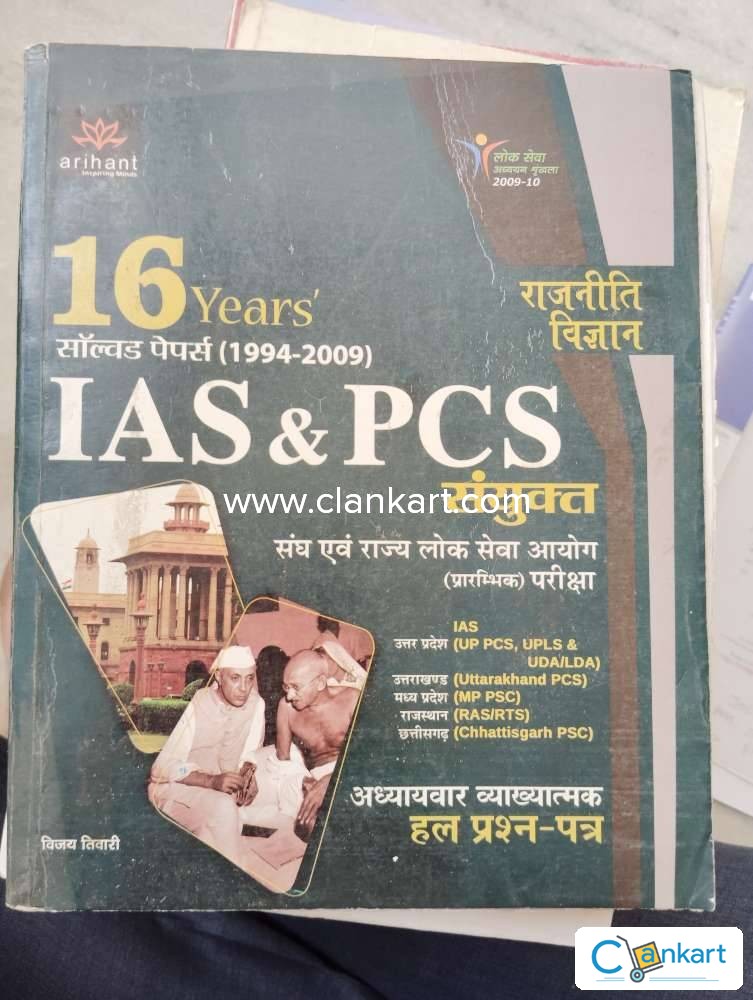 arihant
Inspiring Minds
लोक सेवा
अध्ययन शृंखला
2009-10
16 Years'
सॉल्वड पेपर्स (1994-2009)
राजनीति
विज्ञान
IAS & PCS
संयुक्त
www.clankart.com
संघ एवं राज्य लोक सेवा आयोग
(प्रारम्भिक) परीक्षा
IAS
उत्तर प्रदेश (UP PCS, UPLS &
UDA/LDA)
उत्तराखण्ड (Uttarakhand PCS)
मध्य प्रदेश (MP PSC)
राजस्थान (RAS/RTS)
छत्तीसगढ़ (Chhattisgarh PSC)
अध्यायवार व्याख्यात्मक
हल प्रश्न-पत्र
विजय तिवारी
Clankart